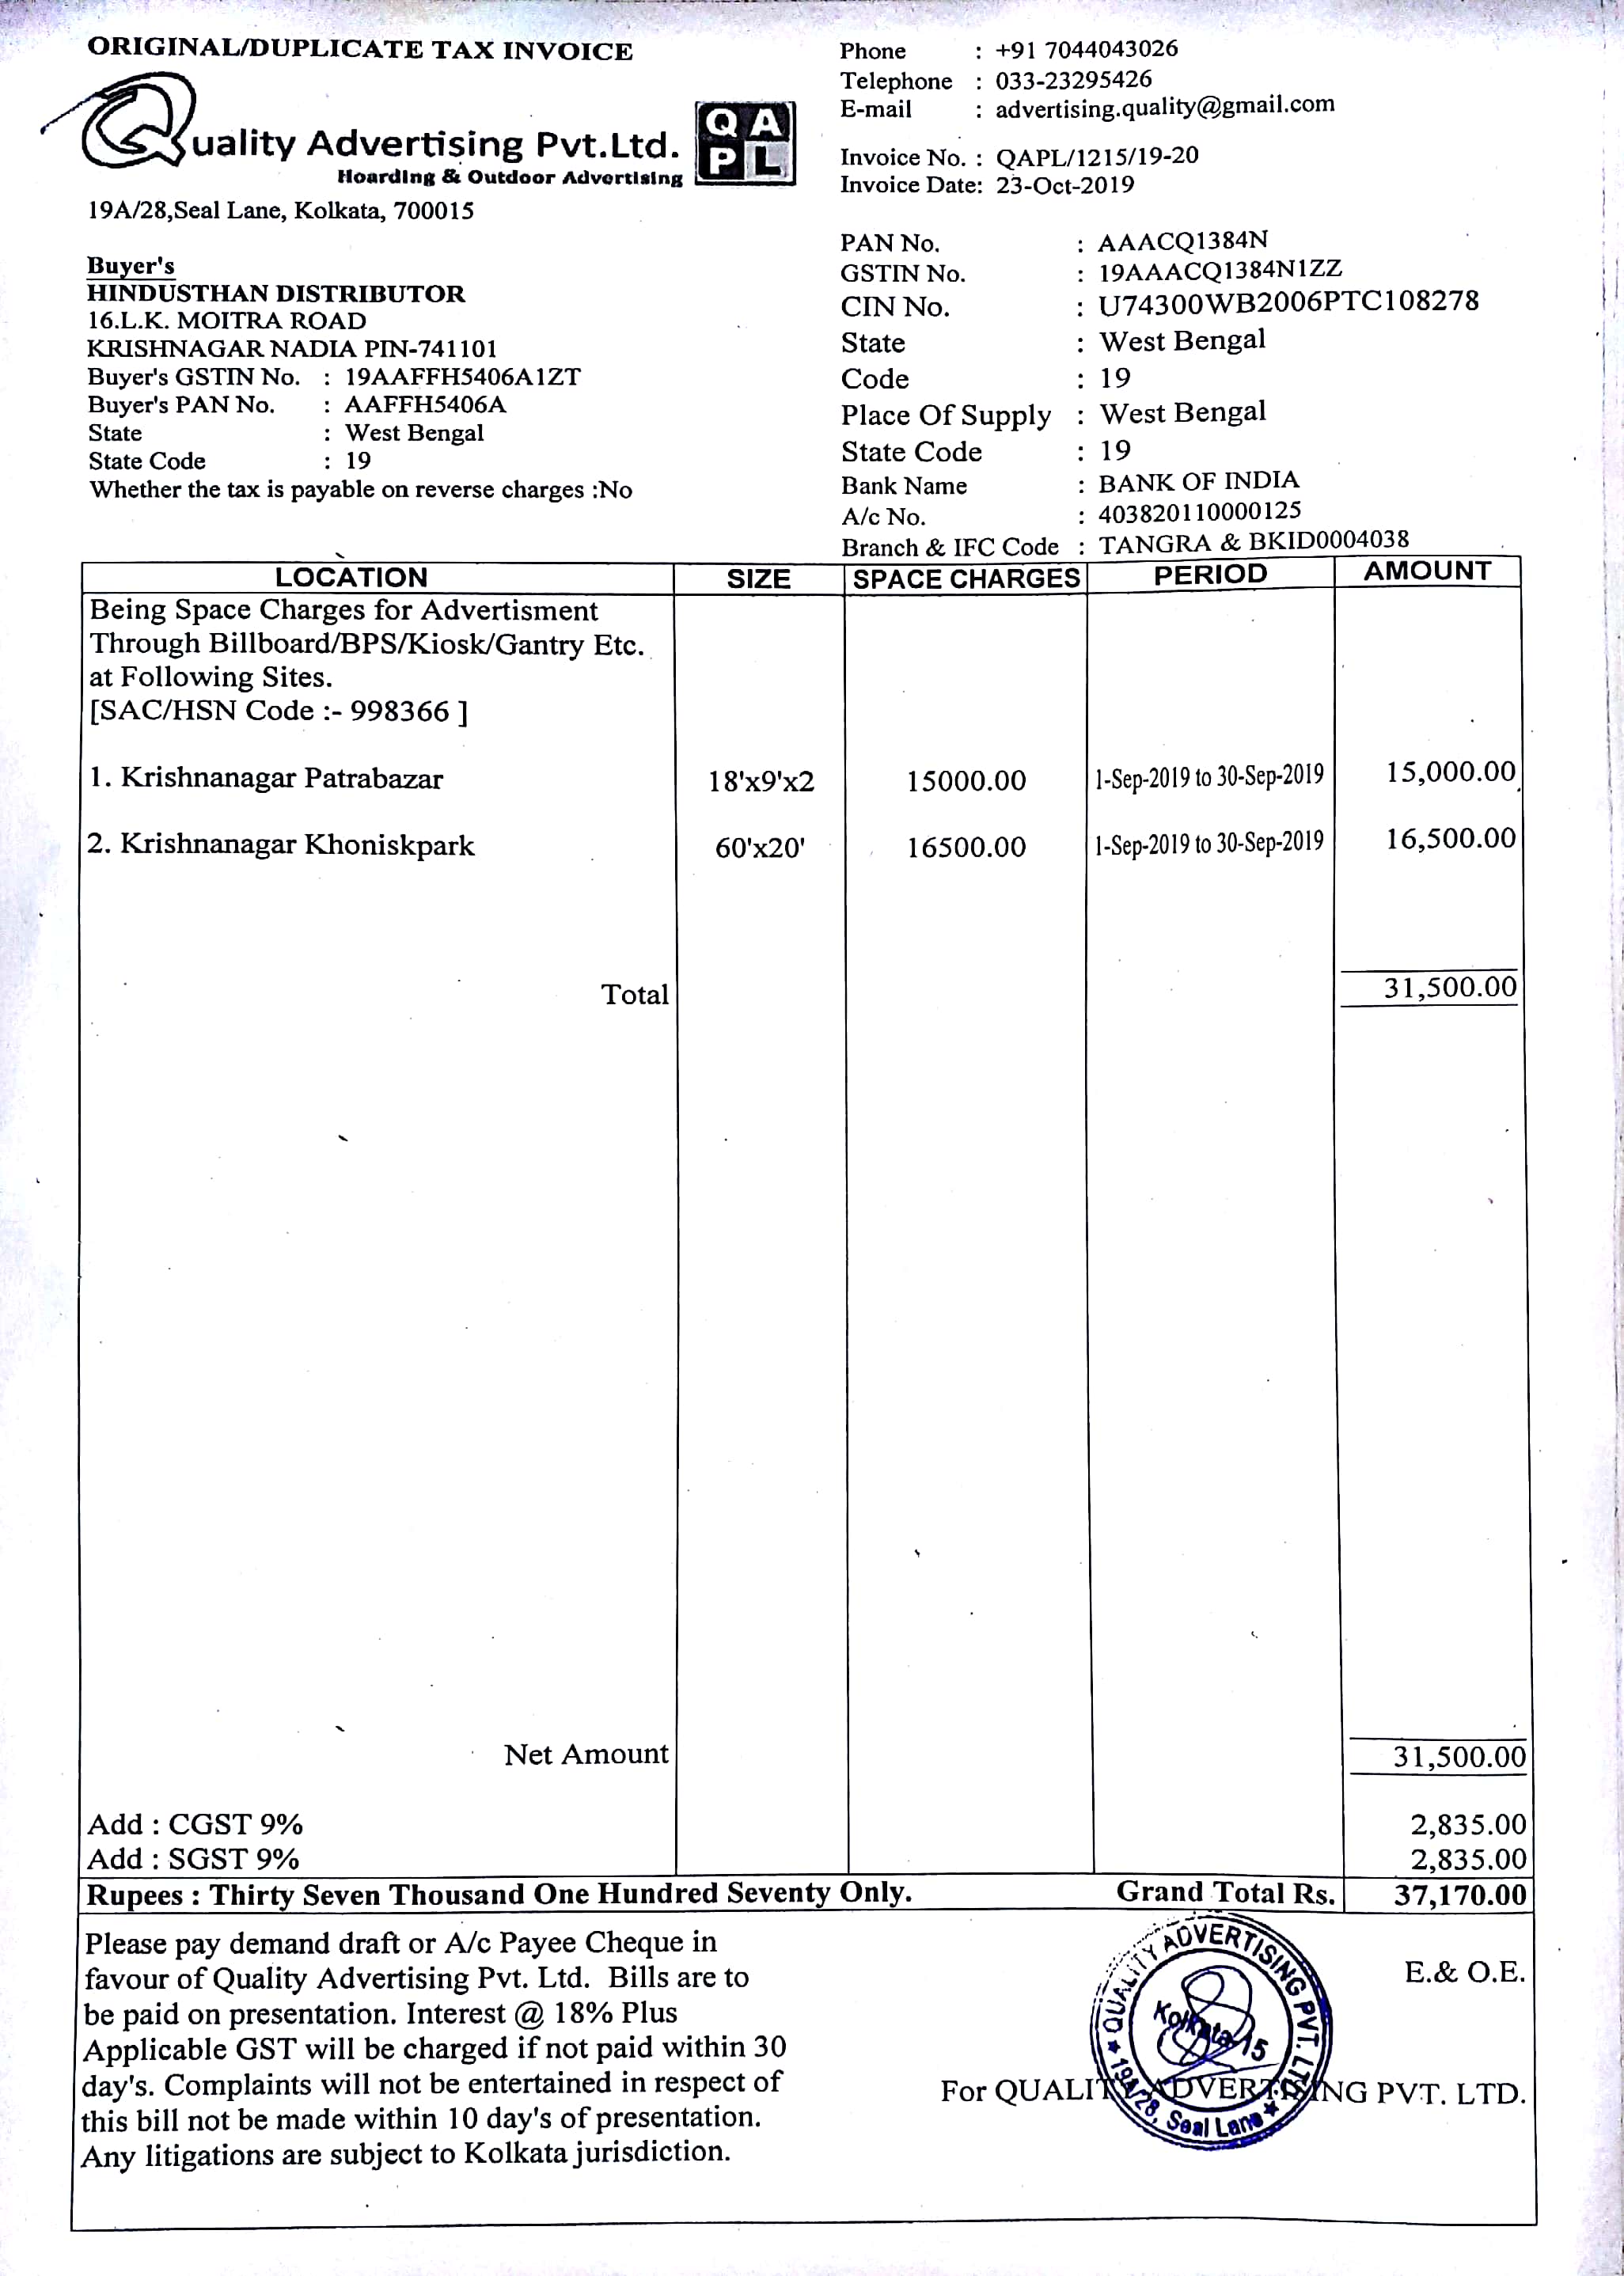 ORIGINAL/DUPLICATE TAX INVOICE
Quality Advertising Pvt.Ltd.
Hoarding & Outdoor Advertising
QA
PL
19A/28,Seal Lane, Kolkata, 700015
Phone : +91 7044043026
Telephone : 033-23295426
E-mail : advertising.quality@gmail.com
Invoice No. : QAPL/1215/19-20
Invoice Date: 23-Oct-2019
Buyer's
HINDUSTHAN DISTRIBUTOR
16.L.K. MOITRA ROAD
KRISHNAGAR NADIA PIN-741101
Buyer's GSTIN No. : 19AAFFH5406A1ZT
Buyer's PAN No. : AAFFH5406A
State : West Bengal
State Code : 19
Whether the tax is payable on reverse charges :No
PAN No. : AAACQ1384N
GSTIN No. : 19AAACQ1384N1ZZ
CIN No. : U74300WB2006PTC108278
State : West Bengal
Code : 19
Place Of Supply : West Bengal
State Code : 19
Bank Name : BANK OF INDIA
A/c No. : 403820110000125
Branch & IFC Code : TANGRA & BKID0004038
LOCATION SIZE SPACE CHARGES PERIOD AMOUNT
Being Space Charges for Advertisment
Through Billboard/BPS/Kiosk/Gantry Etc.
at Following Sites.
[SAC/HSN Code :- 998366 ]
1. Krishnanagar Patrabazar 18'x9'x2 15000.00 1-Sep-2019 to 30-Sep-2019 15,000.00
2. Krishnanagar Khoniskpark 60'x20' 16500.00 1-Sep-2019 to 30-Sep-2019 16,500.00
Total 31,500.00
Net Amount 31,500.00
Add : CGST 9% 2,835.00
Add : SGST 9% 2,835.00
Rupees : Thirty Seven Thousand One Hundred Seventy Only. Grand Total Rs. 37,170.00
Please pay demand draft or A/c Payee Cheque in
favour of Quality Advertising Pvt. Ltd. Bills are to
be paid on presentation. Interest @ 18% Plus
Applicable GST will be charged if not paid within 30
day's. Complaints will not be entertained in respect of
this bill not be made within 10 day's of presentation.
Any litigations are subject to Kolkata jurisdiction.
E.& O.E.
For QUALITY ADVERTISING PVT. LTD.
QUALITY ADVERTISING PVT. LTD.
Kolkata-15
19A/28, Seal Lane